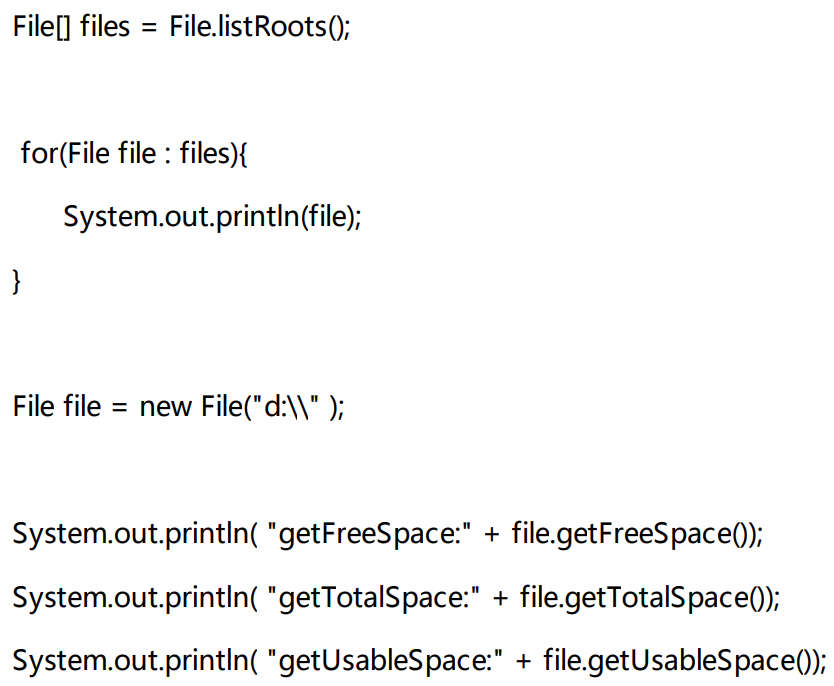 File[] files = File.listRoots();
for(File file : files){
System.out.println(file);
}
File file = new File("d:\\" );
System.out.println( "getFreeSpace:" + file.getFreeSpace());
System.out.println( "getTotalSpace:" + file.getTotalSpace());
System.out.println( "getUsableSpace:" + file.getUsableSpace());